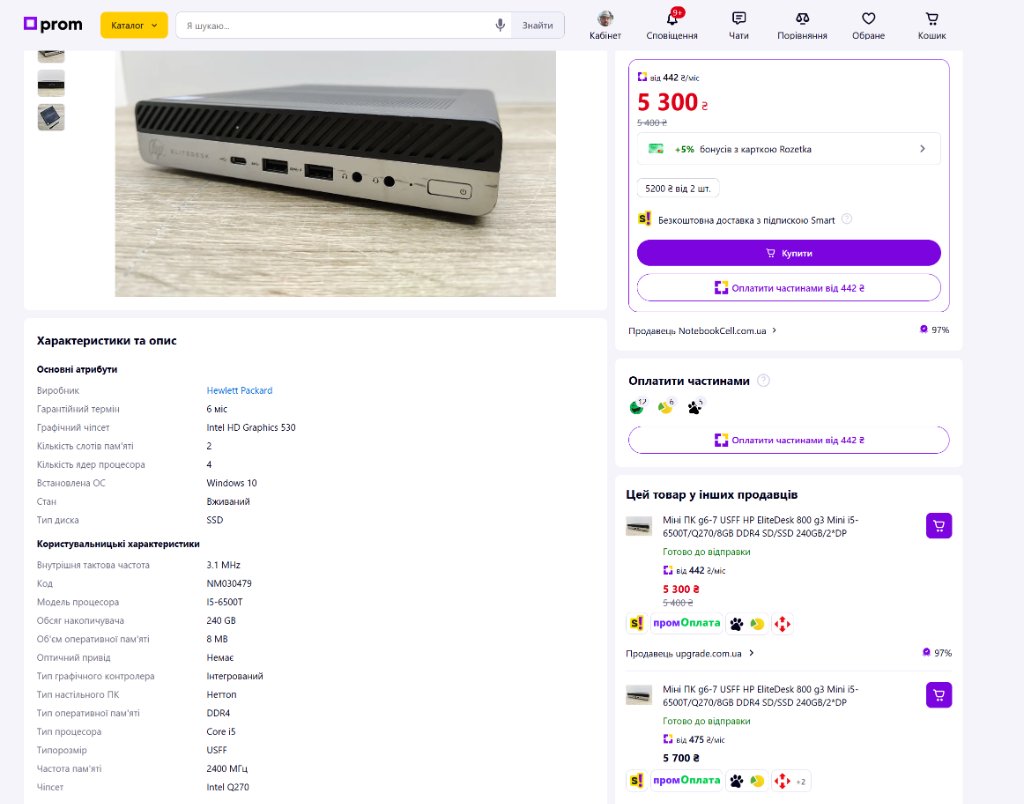 prom
Каталог
Я шукаю...
Знайти
Кабінет
9+
Сповіщення
Чати
Порівняння
Обране
Кошик
hp ELITEDESK
від 442 ₴/міс
5 300 ₴
5 400 ₴
+5% бонусів з карткою Rozetka
5200 ₴ від 2 шт.
S! Безкоштовна доставка з підпискою Smart ?
Купити
Оплатити частинами від 442 ₴
Продавець NotebookCell.com.ua
97%
Характеристики та опис
Основні атрибути
Виробник Hewlett Packard
Гарантійний термін 6 міс
Графічний чіпсет Intel HD Graphics 530
Кількість слотів пам'яті 2
Кількість ядер процесора 4
Встановлена ОС Windows 10
Стан Вживаний
Тип диска SSD
Користувальницькі характеристики
Внутрішня тактова частота 3.1 MHz
Код NM030479
Модель процесора I5-6500T
Обсяг накопичувача 240 GB
Об'єм оперативної пам'яті 8 MB
Оптичний привід Немає
Тип графічного контролера Інтегрований
Тип настільного ПК Неттоп
Тип оперативної пам'яті DDR4
Тип процесора Core i5
Типорозмір USFF
Частота пам'яті 2400 МГц
Чіпсет Intel Q270
Оплатити частинами ?
12 6 5
Оплатити частинами від 442 ₴
Цей товар у інших продавців
Міні ПК g6-7 USFF HP EliteDesk 800 g3 Mini i5-
6500T/Q270/8GB DDR4 SD/SSD 240GB/2*DP
Готово до відправки
від 442 ₴/міс
5 300 ₴
5 400 ₴
S! промОплата
Продавець upgrade.com.ua
97%
Міні ПК g6-7 USFF HP EliteDesk 800 g3 Mini i5-
6500T/Q270/8GB DDR4 SD/SSD 240GB/2*DP
Готово до відправки
від 475 ₴/міс
5 700 ₴
S! промОплата +2